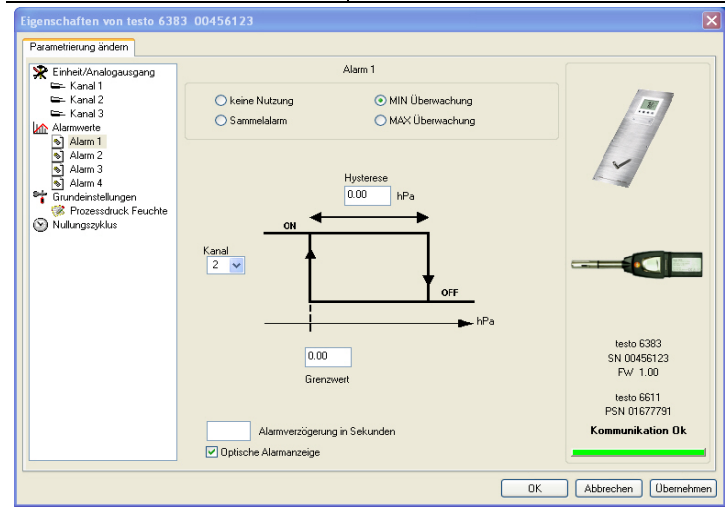 Eigenschaften von testo 6383 00456123
Parametrierung ändern
Einheit/Analogausgang
Kanal 1
Kanal 2
Kanal 3
Alarmwerte
Alarm 1
Alarm 2
Alarm 3
Alarm 4
Grundeinstellungen
Prozessdruck Feuchte
Nullungszyklus
Alarm 1
keine Nutzung
MIN Überwachung
Sammelalarm
MAX Überwachung
Hysterese
0.00 hPa
ON
Kanal
2
OFF
hPa
0.00
Grenzwert
Alarmverzögerung in Sekunden
Optische Alarmanzeige
testo 6383
SN 00456123
FW 1.00
testo 6611
PSN 01677791
Kommunikation Ok
OK
Abbrechen
Übernehmen